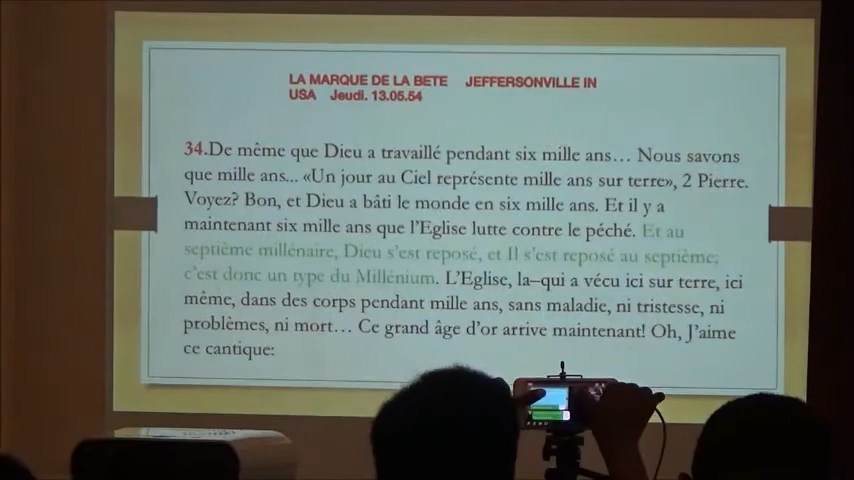 LA MARQUE DE LA BETE JEFFERSONVILLE IN
USA Jeudi. 13.05.54
34.De même que Dieu a travaillé pendant six mille ans… Nous savons
que mille ans... «Un jour au Ciel représente mille ans sur terre», 2 Pierre.
Voyez? Bon, et Dieu a bâti le monde en six mille ans. Et il y a
maintenant six mille ans que l'Eglise lutte contre le péché. Et au
septième millénaire, Dieu s'est reposé, et Il s'est reposé au septième;
c'est donc un type du Millénium. L'Eglise, la–qui a vécu ici sur terre, ici
même, dans des corps pendant mille ans, sans maladie, ni tristesse, ni
problèmes, ni mort… Ce grand âge d'or arrive maintenant! Oh, J'aime
ce cantique: